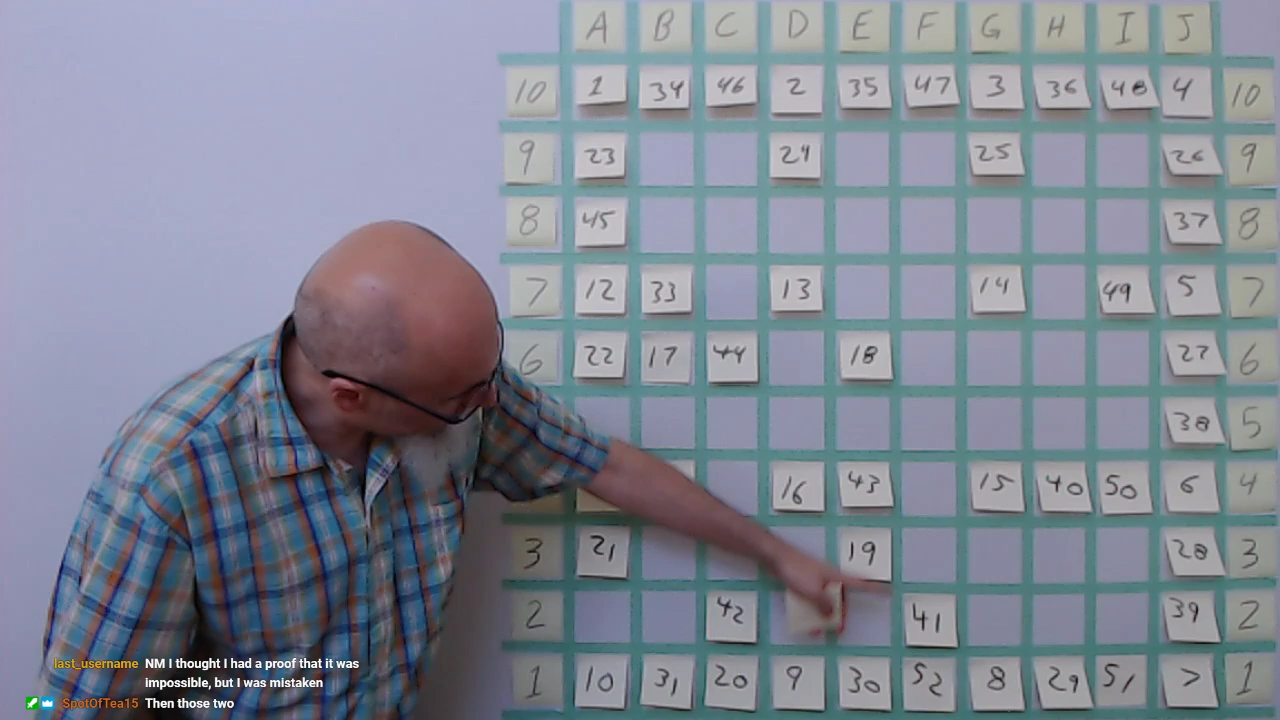 A B C D E F G H I J
10 1 34 46 2 35 47 3 36 48 4 10
9 23 24 25 26 9
8 45 37 8
7 12 33 13 14 49 5 7
6 22 17 44 18 27 6
38 5
16 43 15 40 50 6 4
3 21 19 28 3
2 42 41 39 2
1 10 31 20 9 30 52 8 29 51 7 1
last_username NM I thought I had a proof that it was
impossible, but I was mistaken
SpotOfTea15 Then those two